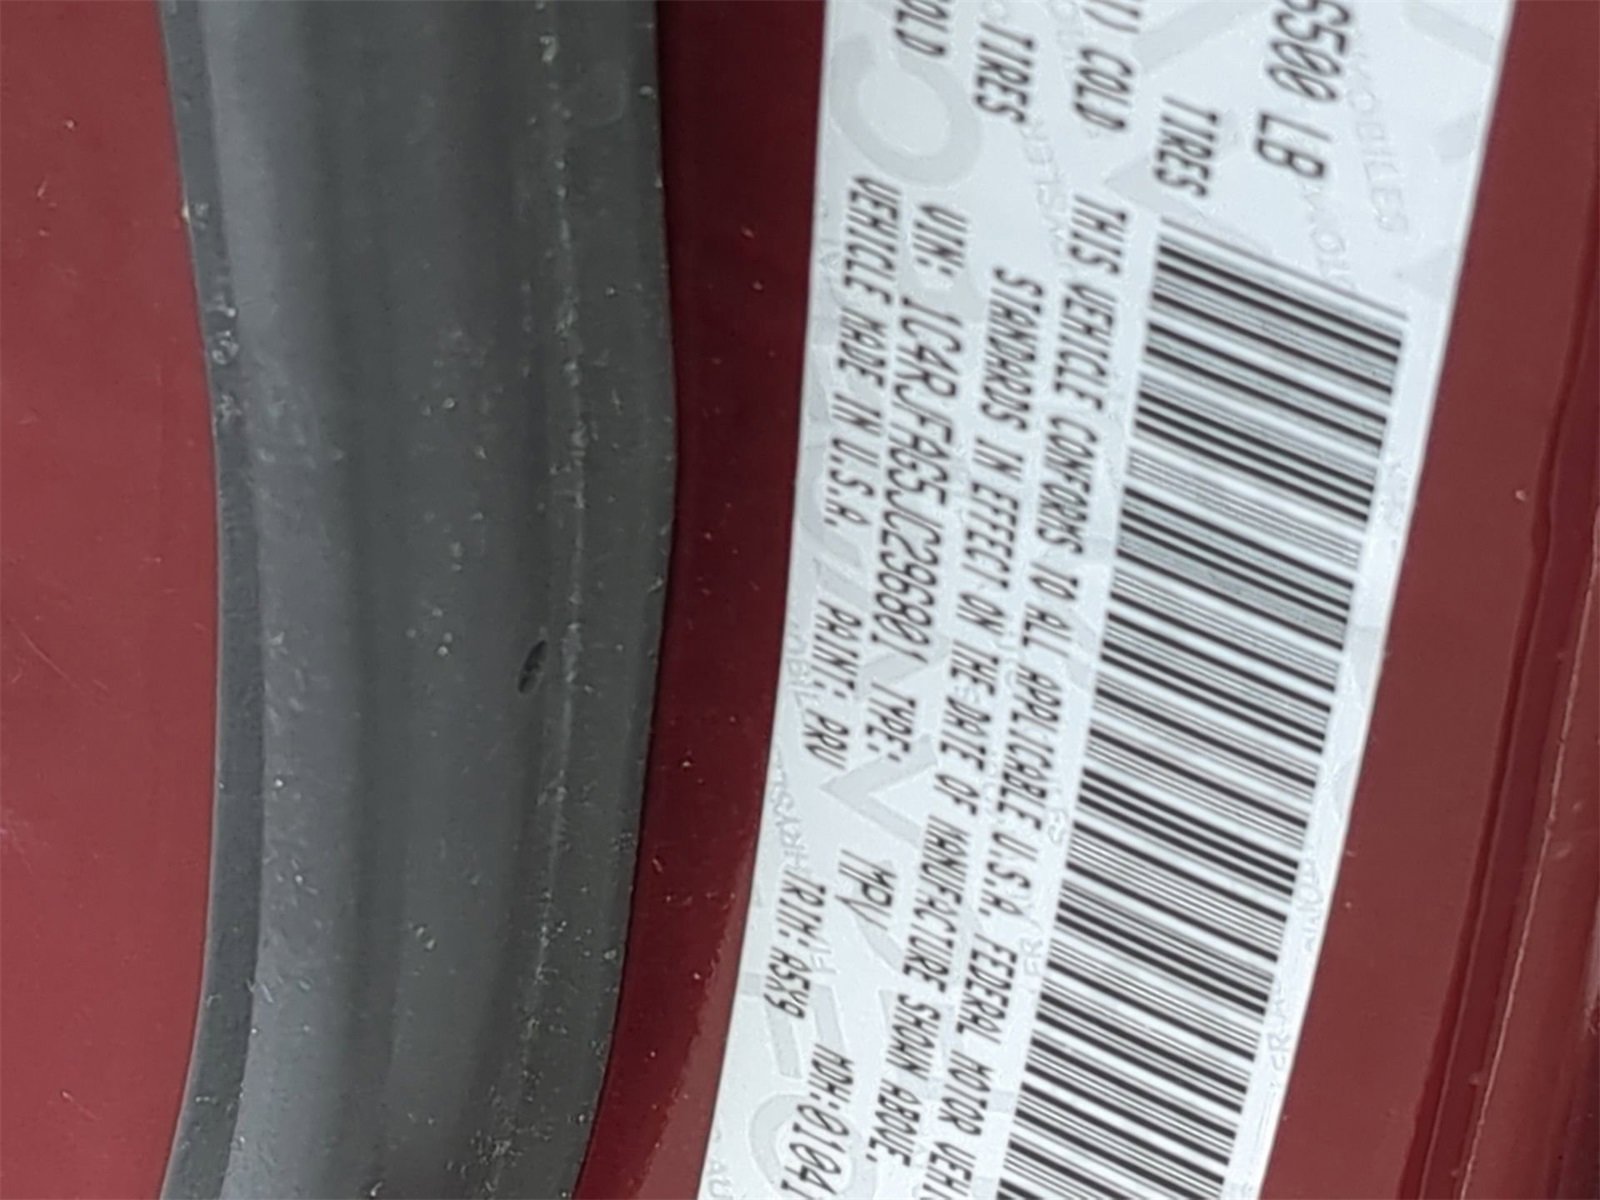 6500 LB
TIRES
) COLD
TIRES
OLD
THIS VEHICLE CONFORMS TO ALL APPLICABLE U.S.A. FEDERAL MOTOR VEHI
STANDARDS IN EFFECT ON THE DATE OF MANUFACTURE SHOWN ABOVE.
VIN: 1C4RJFAG5JC296801 TYPE: MPV
VEHICLE MADE IN U.S.A. PAINT: PRV TRIM: A5X9 MDH: 0104